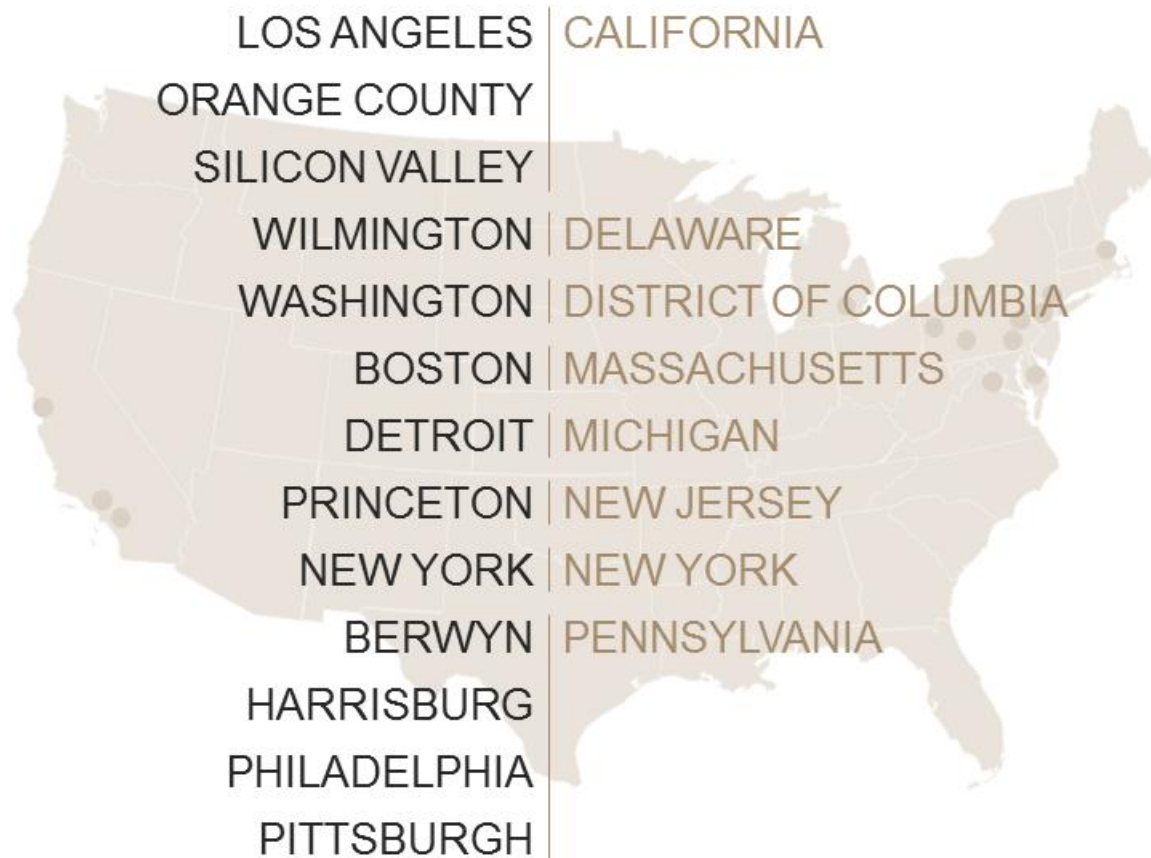 LOS ANGELES CALIFORNIA
ORANGE COUNTY
SILICON VALLEY
WILMINGTON DELAWARE
WASHINGTON DISTRICT OF COLUMBIA
BOSTON MASSACHUSETTS
DETROIT MICHIGAN
PRINCETON NEW JERSEY
NEW YORK NEW YORK
BERWYN PENNSYLVANIA
HARRISBURG
PHILADELPHIA
PITTSBURGH